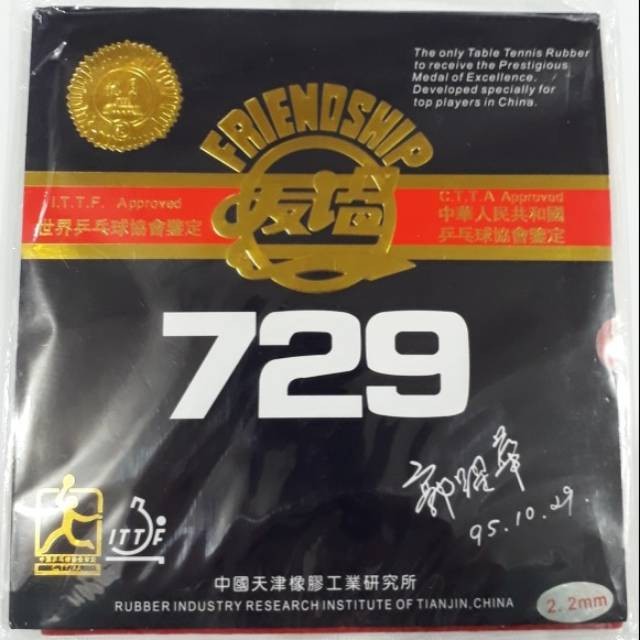 The only Table Tennis Rubber
to receive the Prestigious
Medal of Excellence.
Developed specially for
top players in China.
FRIENDSHIP
I.T.T.F. Approved
世界乒乓球協會鑒定
友谊
C.T.T.A Approved
中華人民共和國
乒乓球協會鑒定
729
郭躍華
95.10.29.
ITTF
中國天津橡膠工業研究所
RUBBER INDUSTRY RESEARCH INSTITUTE OF TIANJIN,CHINA
2.2mm